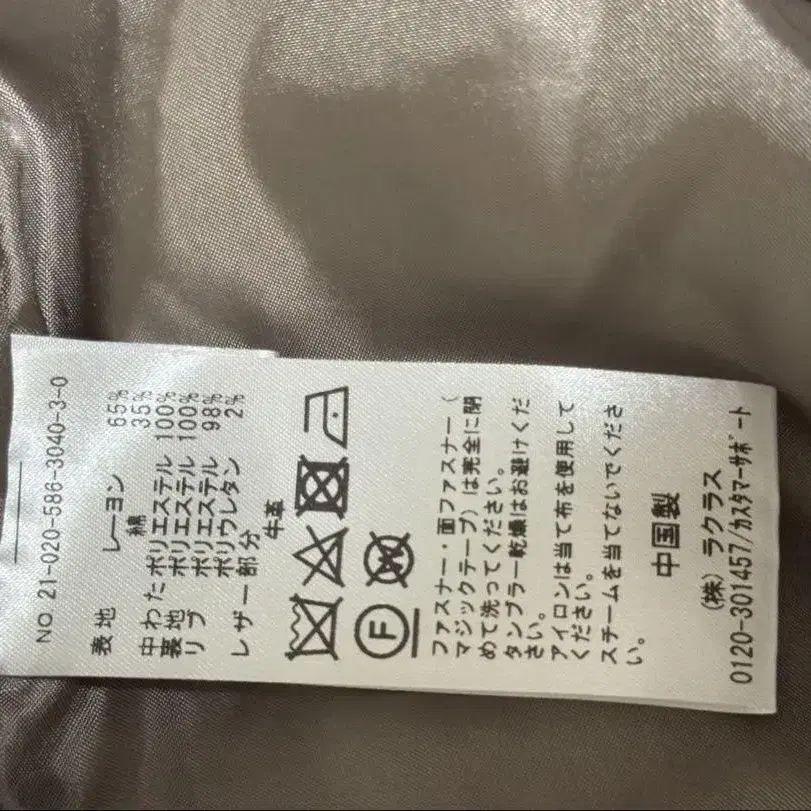 NO. 21-020-586-3040-3-0
表地 レーヨン 65%
綿 35%
中わた ポリエステル 100%
裏地 ポリエステル 100%
リブ ポリエステル 98%
ポリウレタン 2%
レザー部分
牛革
F
W
ファスナー・面ファスナー(
マジックテープ)は完全に閉
めて洗ってください。
タンブラー乾燥はお避けくだ
さい。
アイロンは当て布を使用して
ください。
スチームを当てないでくださ
い。
中国製
(株) ラクラス
0120-301457/カスタマーサポート